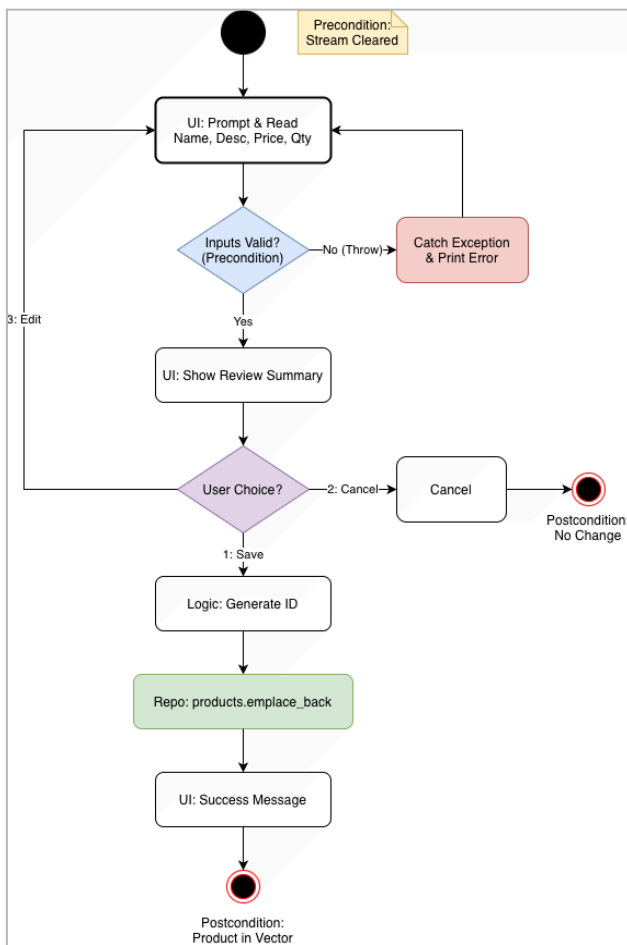 Precondition:
Stream Cleared
UI: Prompt & Read
Name, Desc, Price, Qty
Inputs Valid?
(Precondition)
No (Throw)
Catch Exception
& Print Error
3: Edit
Yes
UI: Show Review Summary
User Choice?
2: Cancel
Cancel
Postcondition:
No Change
1: Save
Logic: Generate ID
Repo: products.emplace_back
UI: Success Message
Postcondition:
Product in Vector